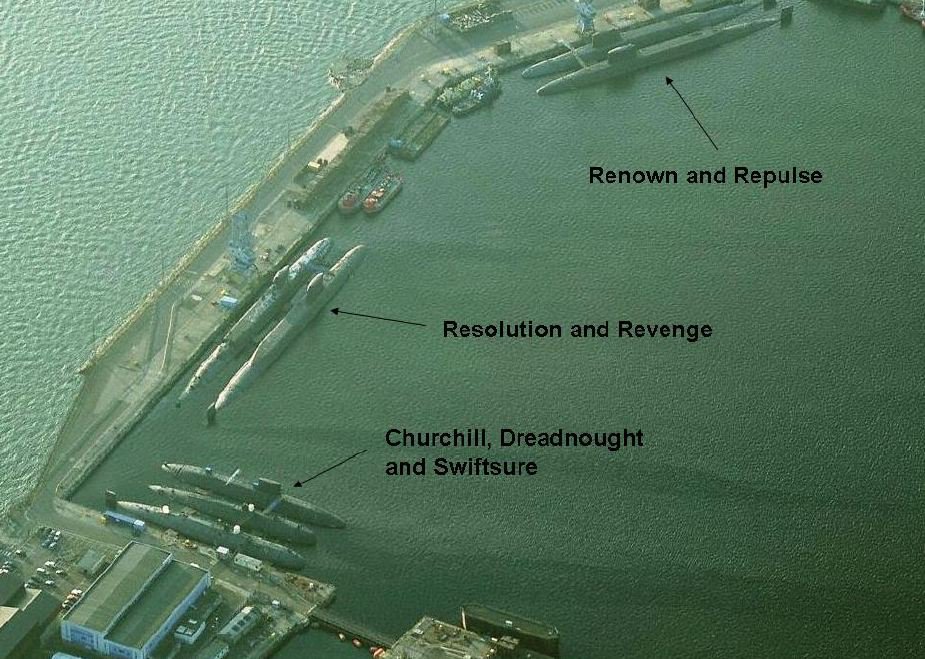 Renown and Repulse
Resolution and Revenge
Churchill, Dreadnought
and Swiftsure